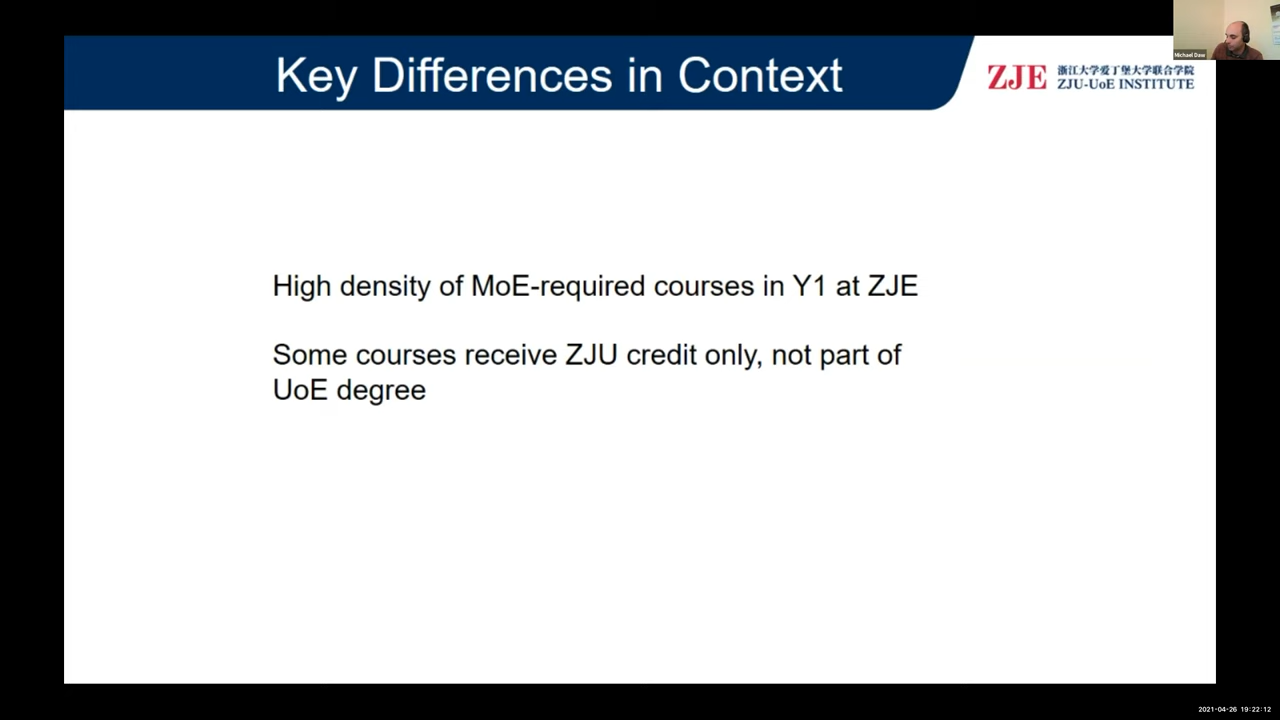 Key Differences in Context
ZJE
浙江大学爱丁堡大学联合学院
ZJU-UoE INSTITUTE
Michael Daw
High density of MoE-required courses in Y1 at ZJE
Some courses receive ZJU credit only, not part of
UoE degree
2021-04-26 19:22:12